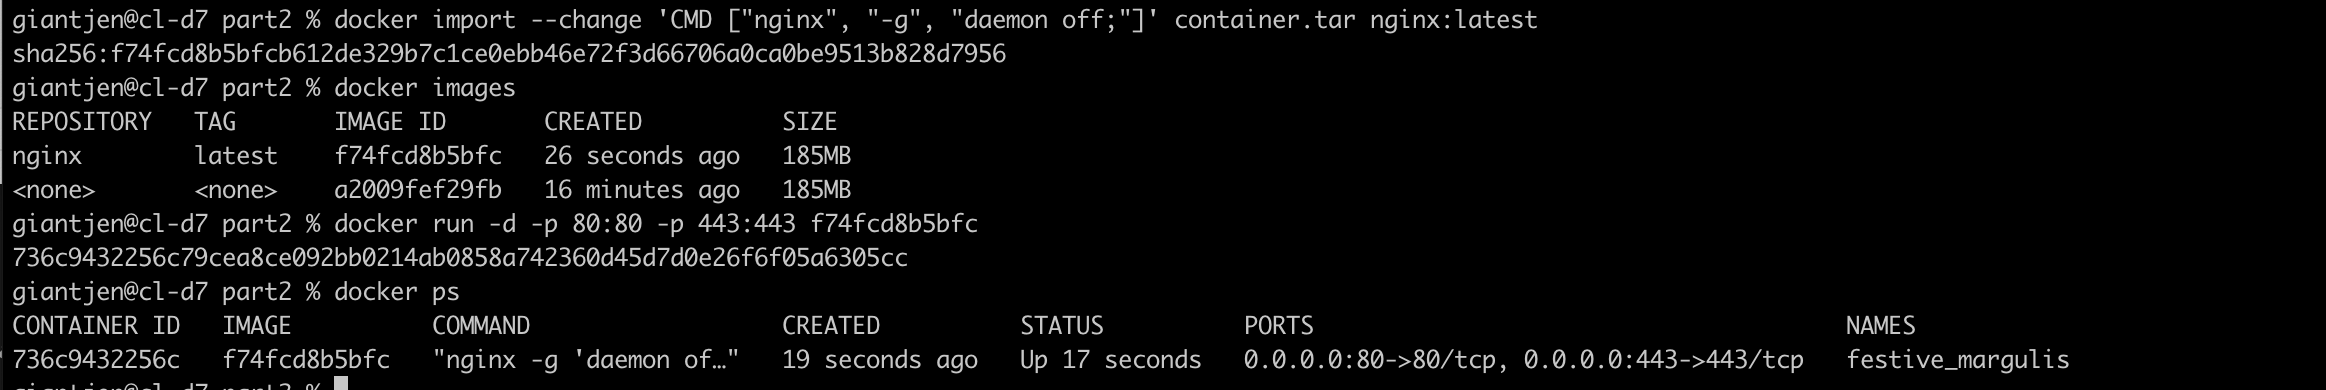 giantjen@cl-d7 part2 % docker import --change 'CMD ["nginx", "-g", "daemon off;"]' container.tar nginx:latest
sha256:f74fcd8b5bfcb612de329b7c1ce0ebb46e72f3d66706a0ca0be9513b828d7956
giantjen@cl-d7 part2 % docker images
REPOSITORY   TAG       IMAGE ID       CREATED          SIZE
nginx        latest    f74fcd8b5bfc   26 seconds ago   185MB
<none>       <none>    a2009fef29fb   16 minutes ago   185MB
giantjen@cl-d7 part2 % docker run -d -p 80:80 -p 443:443 f74fcd8b5bfc
736c9432256c79cea8ce092bb0214ab0858a742360d45d7d0e26f6f05a6305cc
giantjen@cl-d7 part2 % docker ps
CONTAINER ID   IMAGE          COMMAND                  CREATED          STATUS          PORTS                                      NAMES
736c9432256c   f74fcd8b5bfc   "nginx -g 'daemon of…"   19 seconds ago   Up 17 seconds   0.0.0.0:80->80/tcp, 0.0.0.0:443->443/tcp   festive_margulis
giantjen@cl-d7 part2 %